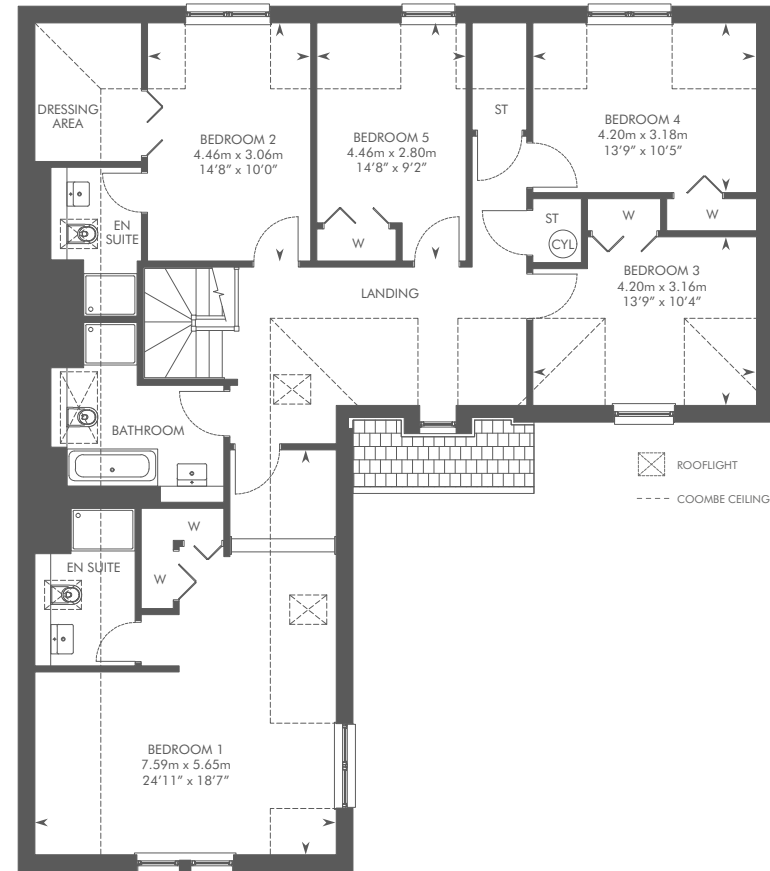 DRESSING
AREA
BEDROOM 2
4.46m x 3.06m
14’8” x 10’0”
BEDROOM 5
4.46m x 2.80m
14’8” x 9’2”
ST
BEDROOM 4
4.20m x 3.18m
13’9” x 10’5”
EN
SUITE
W
ST
CYL
W
W
BEDROOM 3
4.20m x 3.16m
13’9” x 10’4”
LANDING
BATHROOM
ROOFLIGHT
COOMBE CEILING
W
W
EN SUITE
BEDROOM 1
7.59m x 5.65m
24’11” x 18’7”